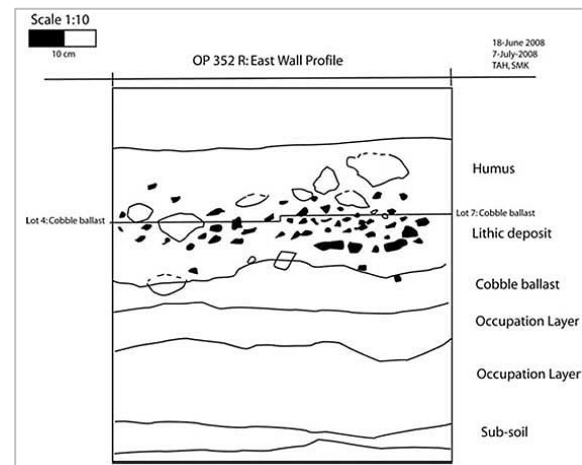 Scale 1:10
10 cm
OP 352 R: East Wall Profile
18-June 2008
7-July-2008
TAH, SMK
Humus
Lot 4: Cobble ballast
Lot 7: Cobble ballast
Lithic deposit
Cobble ballast
Occupation Layer
Occupation Layer
Sub-soil